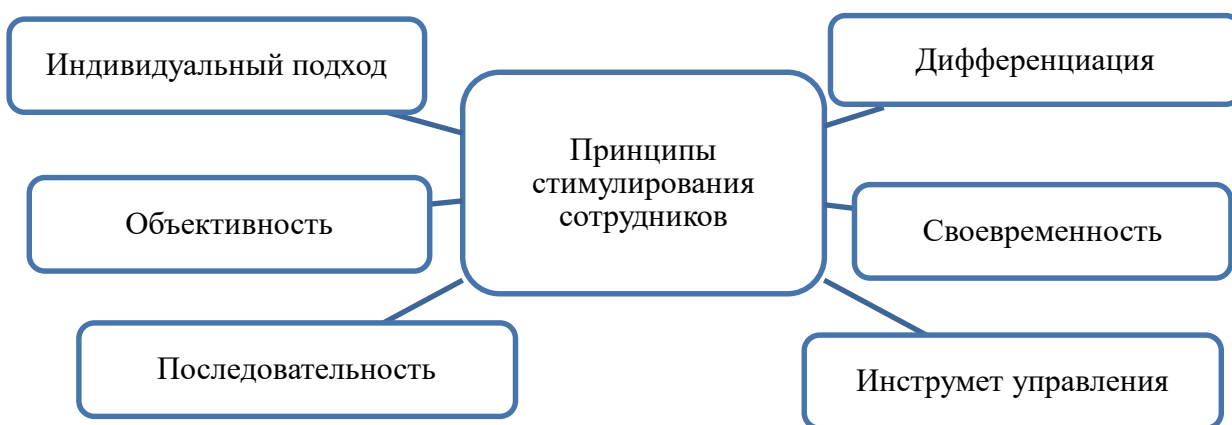 Индивидуальный подход
Дифференциация
Принципы
стимулирования
сотрудников
Объективность
Своевременность
Последовательность
Инструмет управления